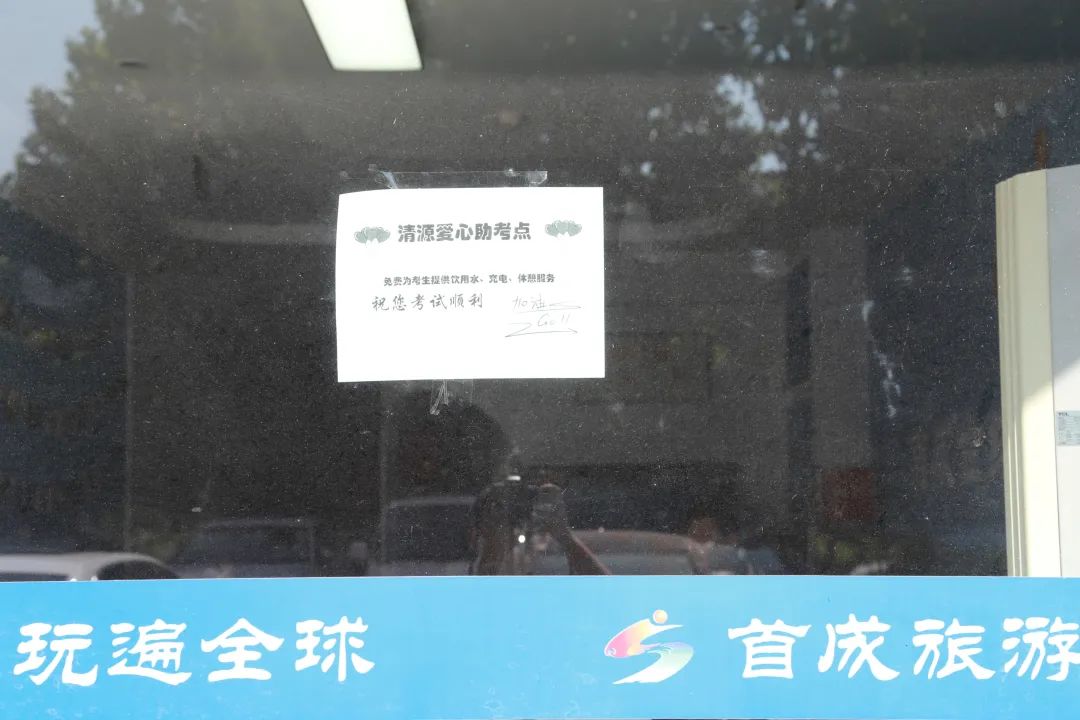 清源爱心助考点
免费为考生提供饮用水、充电、休憩服务
祝您考试顺利
加油
Go!!
TCL
玩遍全球
首成旅游